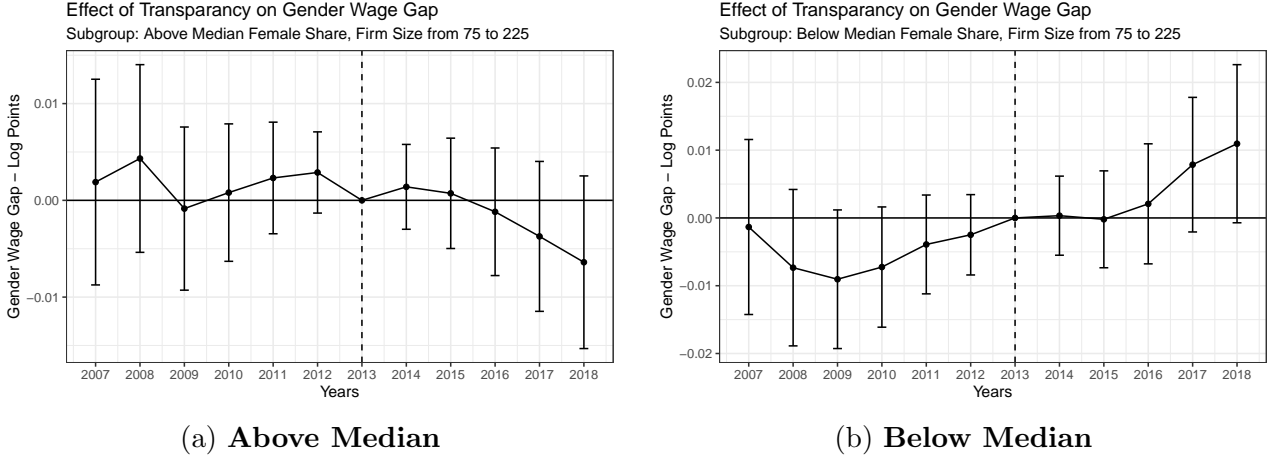 Effect of Transparancy on Gender Wage Gap
Subgroup: Above Median Female Share, Firm Size from 75 to 225
Gender Wage Gap − Log Points
0.01
0.00
−0.01
2007 2008 2009 2010 2011 2012 2013 2014 2015 2016 2017 2018
Years
(a) Above Median
Effect of Transparancy on Gender Wage Gap
Subgroup: Below Median Female Share, Firm Size from 75 to 225
Gender Wage Gap − Log Points
0.02
0.01
0.00
−0.01
−0.02
2007 2008 2009 2010 2011 2012 2013 2014 2015 2016 2017 2018
Years
(b) Below Median